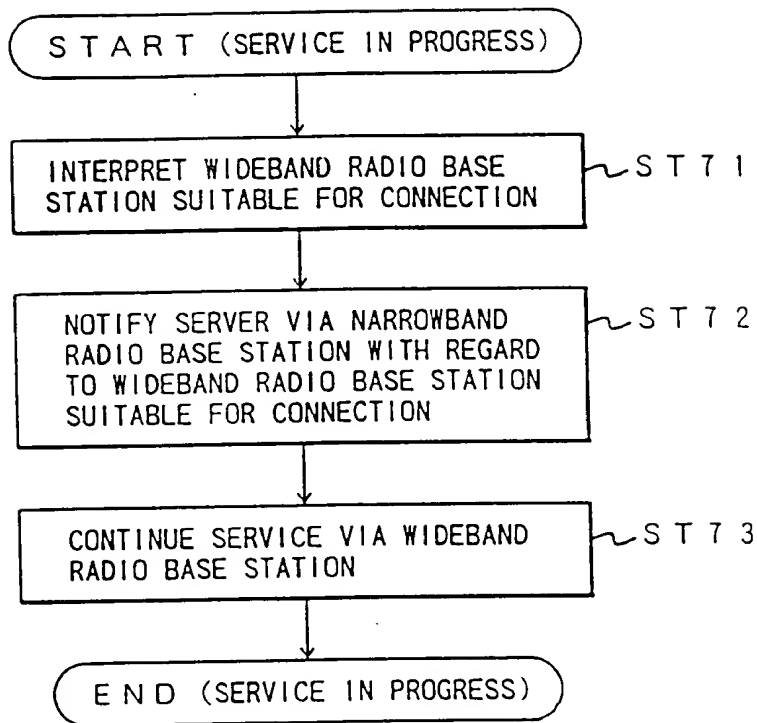 START (SERVICE IN PROGRESS)
INTERPRET WIDEBAND RADIO BASE
STATION SUITABLE FOR CONNECTION
ST71
NOTIFY SERVER VIA NARROWBAND
RADIO BASE STATION WITH REGARD
TO WIDEBAND RADIO BASE STATION
SUITABLE FOR CONNECTION
ST72
CONTINUE SERVICE VIA WIDEBAND
RADIO BASE STATION
ST73
END (SERVICE IN PROGRESS)